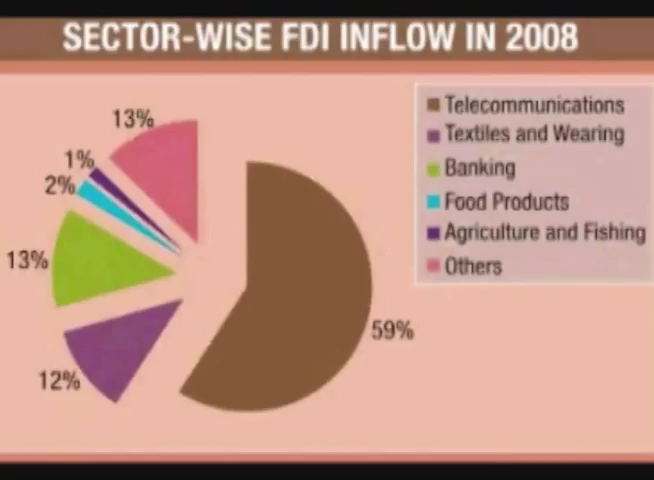 SECTOR-WISE FDI INFLOW IN 2008
13%
1%
2%
13%
12%
59%
Telecommunications
Textiles and Wearing
Banking
Food Products
Agriculture and Fishing
Others